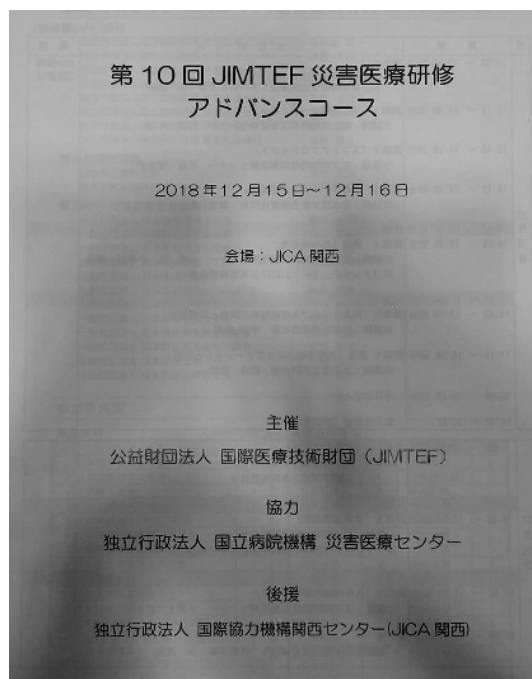 第10回 JIMTEF 災害医療研修
アドバンスコース
2018年12月15日~12月16日
会場：JICA 関西
主催
公益財団法人 国際医療技術財団（JIMTEF）
協力
独立行政法人 国立病院機構 災害医療センター
後援
独立行政法人 国際協力機構関西センター(JICA 関西)